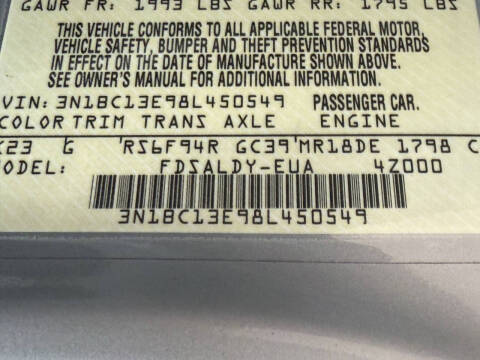 GAWR FR: 1993 LBS GAWR RR: 1795 LBS
THIS VEHICLE CONFORMS TO ALL APPLICABLE FEDERAL MOTOR
VEHICLE SAFETY, BUMPER AND THEFT PREVENTION STANDARDS
IN EFFECT ON THE DATE OF MANUFACTURE SHOWN ABOVE.
SEE OWNER'S MANUAL FOR ADDITIONAL INFORMATION.
VIN: 3N1BC13E98L450549 PASSENGER CAR.
COLOR TRIM TRANS AXLE ENGINE
K23 G RS6F94R GC39 MR18DE 1798 C
MODEL: FDSALDY-EUA 4Z000
3N1BC13E98L450549